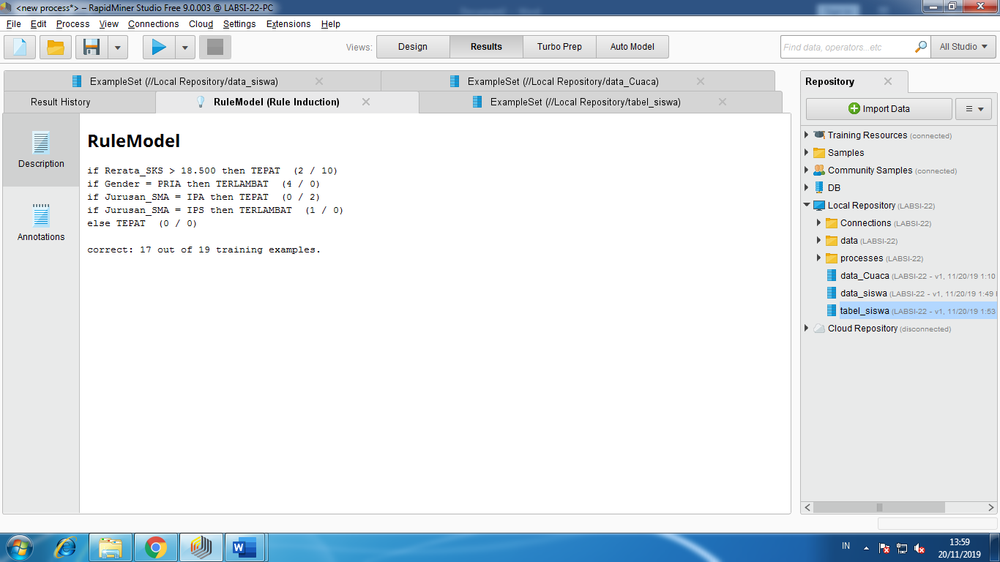 <new process*> – RapidMiner Studio Free 9.0.003 @ LABSI-22-PC
File Edit Process View Connections Cloud Settings Extensions Help
Views: Design Results Turbo Prep Auto Model
Find data, operators...etc
All Studio
ExampleSet (//Local Repository/data_siswa)
ExampleSet (//Local Repository/data_Cuaca)
Result History
RuleModel (Rule Induction)
ExampleSet (//Local Repository/tabel_siswa)
Description
Annotations
RuleModel
if Rerata_SKS > 18.500 then TEPAT (2 / 10)
if Gender = PRIA then TERLAMBAT (4 / 0)
if Jurusan_SMA = IPA then TEPAT (0 / 2)
if Jurusan_SMA = IPS then TERLAMBAT (1 / 0)
else TEPAT (0 / 0)
correct: 17 out of 19 training examples.
Repository
Import Data
Training Resources (connected)
Samples
Community Samples (connected)
DB
Local Repository (LABSI-22)
Connections (LABSI-22)
data (LABSI-22)
processes (LABSI-22)
data_Cuaca (LABSI-22 - v1, 11/20/19 1:10
data_siswa (LABSI-22 - v1, 11/20/19 1:49
tabel_siswa (LABSI-22 - v1, 11/20/19 1:53
Cloud Repository (disconnected)
IN
13:59
20/11/2019